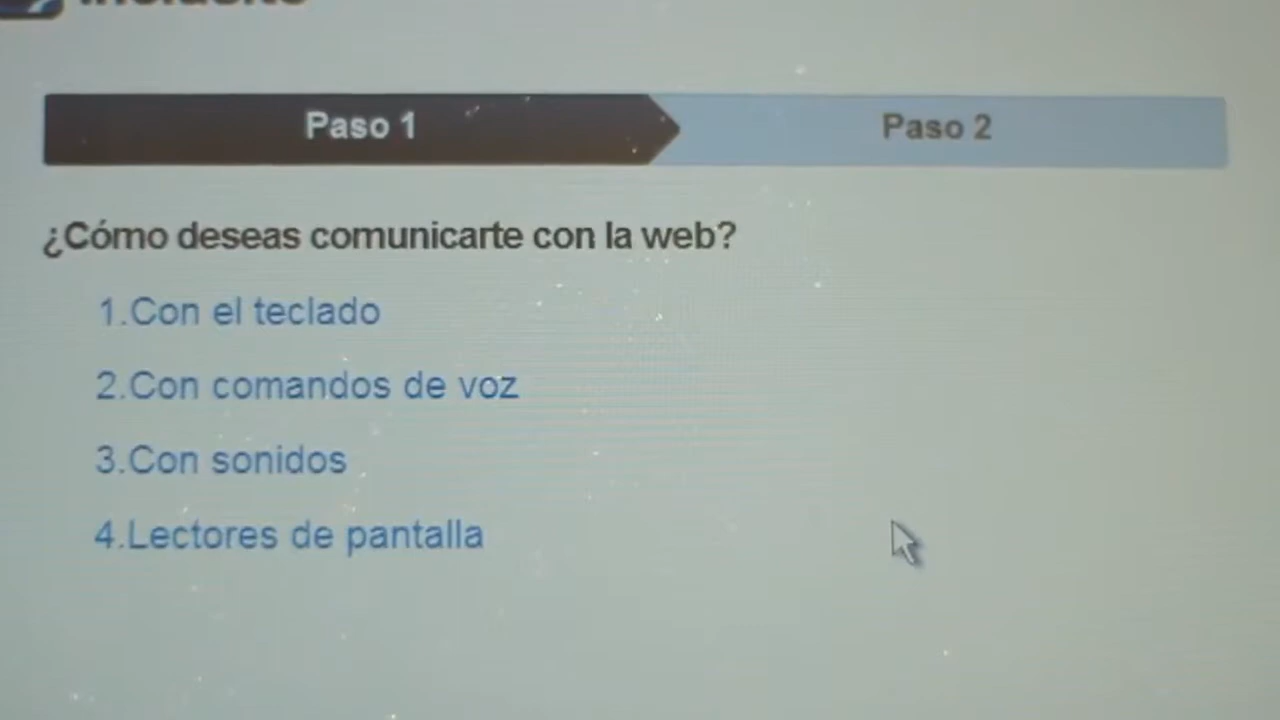 Paso 1 Paso 2
¿Cómo deseas comunicarte con la web?
1.Con el teclado
2.Con comandos de voz
3.Con sonidos
4.Lectores de pantalla